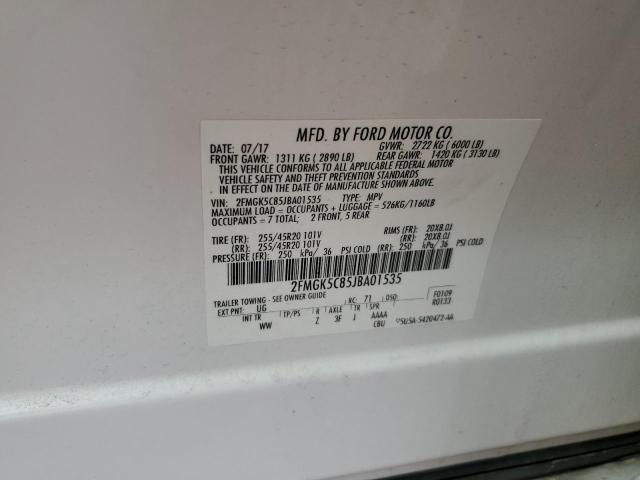 MFD. BY FORD MOTOR CO.
DATE: 07/17 GVWR: 2722 KG ( 6000 LB)
FRONT GAWR: 1311 KG ( 2890 LB) REAR GAWR: 1420 KG ( 3130 LB)
THIS VEHICLE CONFORMS TO ALL APPLICABLE FEDERAL MOTOR
VEHICLE SAFETY AND THEFT PREVENTION STANDARDS
IN EFFECT ON THE DATE OF MANUFACTURE SHOWN ABOVE.
VIN: 2FMGK5C85JBA01535 TYPE: MPV
MAXIMUM LOAD = OCCUPANTS + LUGGAGE = 526KG/1160LB
OCCUPANTS = 7 TOTAL: 2 FRONT, 5 REAR
TIRE (FR): 255/45R20 101V RIMS (FR): 20X8.0J
(RR): 255/45R20 101V (RR): 20X8.0J
PRESSURE (FR): 250 kPa/ 36 PSI COLD (RR): 250 kPa/ 36 PSI COLD
2FMGK5C85JBA01535
TRAILER TOWING - SEE OWNER GUIDE
F0109
R0133
EXT PNT: UG RC: 71 DSO:
INT TR TP/PS R AXLE TR SPR
WW Z 3F J AAAA
CBU
5U5A-5420472-AA